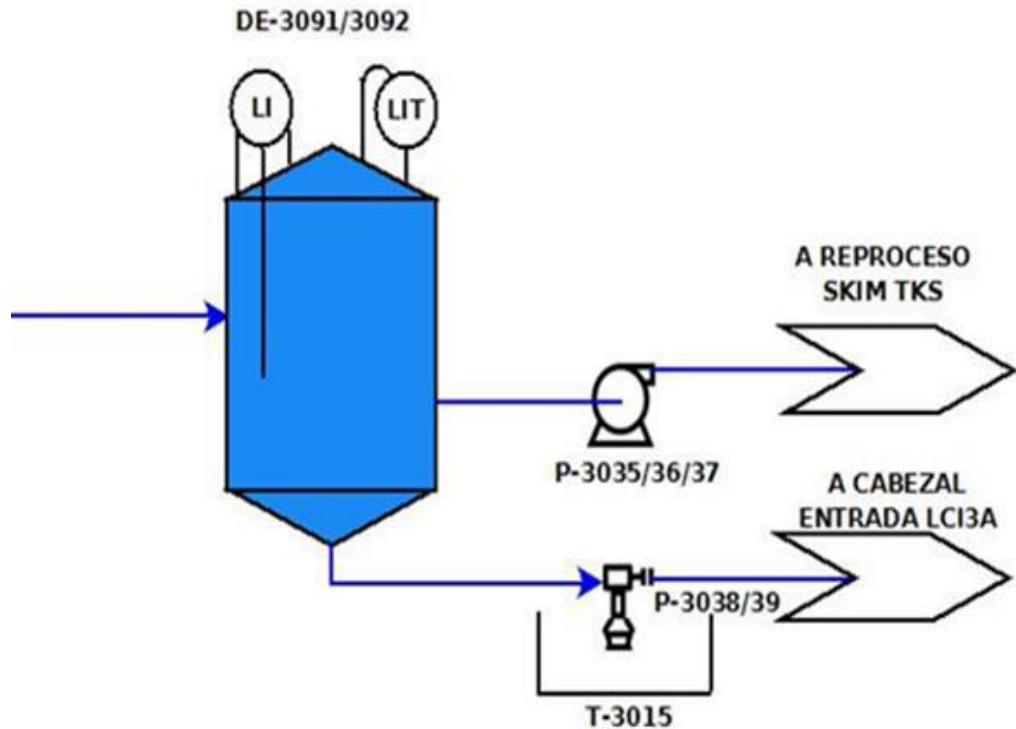 DE-3091/3092
LI
LIT
A REPROCESO
SKIM TKS
P-3035/36/37
A CABEZAL
ENTRADA LCI3A
P-3038/39
T-3015